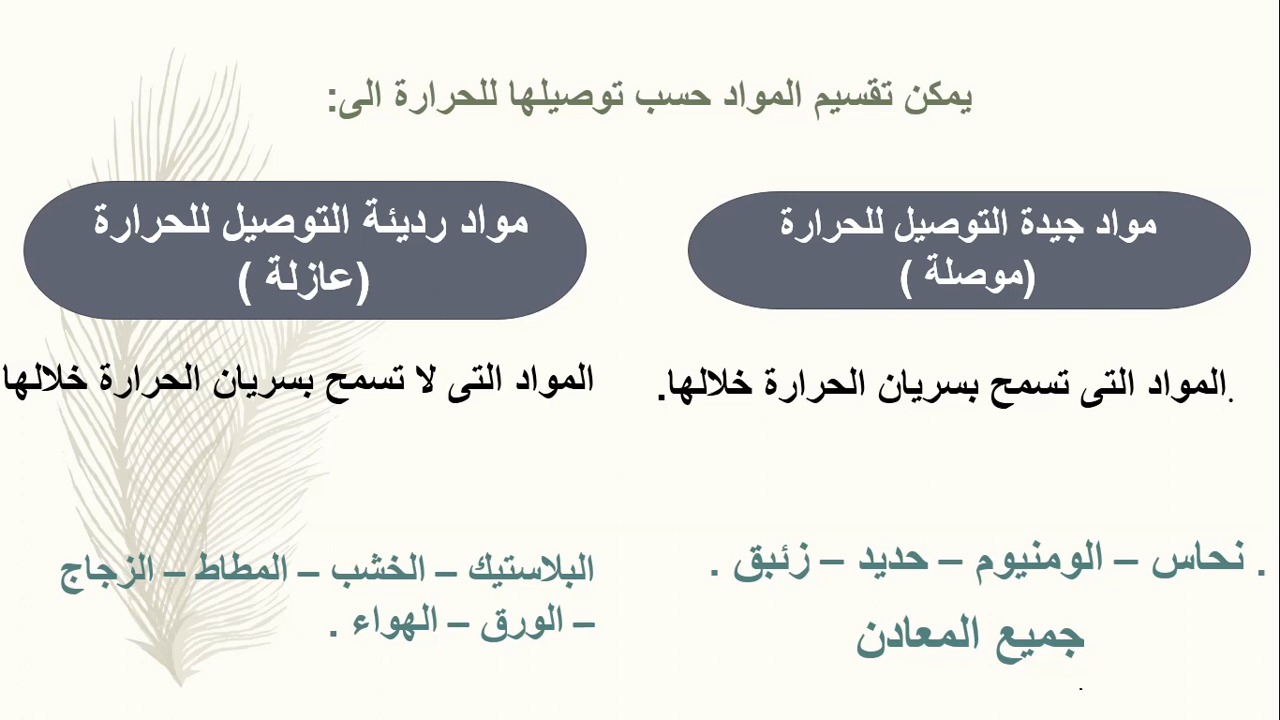 يمكن تقسيم المواد حسب توصيلها للحرارة الى:
مواد جيدة التوصيل للحرارة
(موصلة )
المواد التى تسمح بسريان الحرارة خلالها.
. نحاس – الومنيوم – حديد – زئبق .
جميع المعادن
.
مواد رديئة التوصيل للحرارة
(عازلة )
المواد التى لا تسمح بسريان الحرارة خلالها
البلاستيك – الخشب – المطاط – الزجاج
– الورق – الهواء .